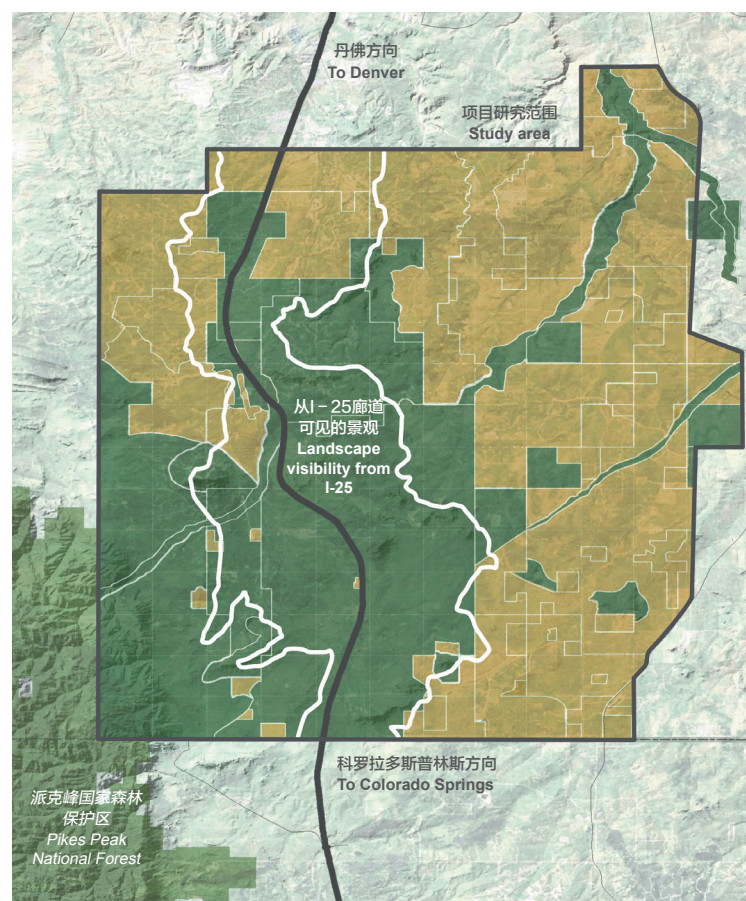 丹佛方向
To Denver
项目研究范围
Study area
从I-25廊道
可见的景观
Landscape
visibility from
I-25
科罗拉多斯普林斯方向
To Colorado Springs
派克峰国家森林
保护区
Pikes Peak
National Forest